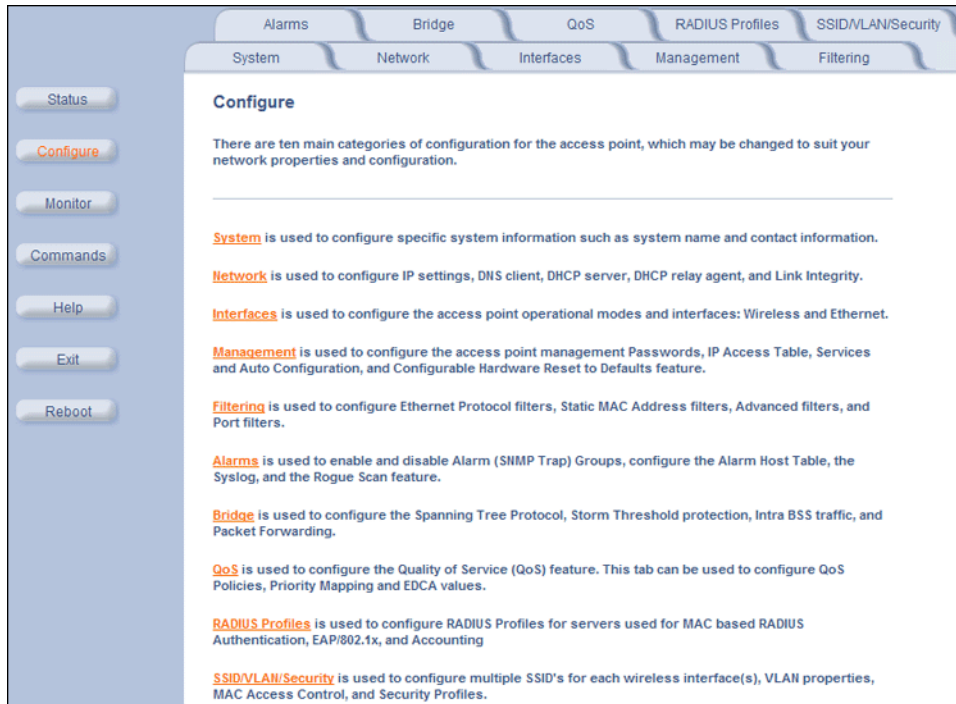 Alarms
Bridge
QoS
RADIUS Profiles
SSID/VLAN/Security
System
Network
Interfaces
Management
Filtering
Status
Configure
Monitor
Commands
Help
Exit
Reboot
Configure
There are ten main categories of configuration for the access point, which may be changed to suit your
network properties and configuration.
System is used to configure specific system information such as system name and contact information.
Network is used to configure IP settings, DNS client, DHCP server, DHCP relay agent, and Link Integrity.
Interfaces is used to configure the access point operational modes and interfaces: Wireless and Ethernet.
Management is used to configure the access point management Passwords, IP Access Table, Services
and Auto Configuration, and Configurable Hardware Reset to Defaults feature.
Filtering is used to configure Ethernet Protocol filters, Static MAC Address filters, Advanced filters, and
Port filters.
Alarms is used to enable and disable Alarm (SNMP Trap) Groups, configure the Alarm Host Table, the
Syslog, and the Rogue Scan feature.
Bridge is used to configure the Spanning Tree Protocol, Storm Threshold protection, Intra BSS traffic, and
Packet Forwarding.
QoS is used to configure the Quality of Service (QoS) feature. This tab can be used to configure QoS
Policies, Priority Mapping and EDCA values.
RADIUS Profiles is used to configure RADIUS Profiles for servers used for MAC based RADIUS
Authentication, EAP/802.1x, and Accounting
SSID/VLAN/Security is used to configure multiple SSID's for each wireless interface(s), VLAN properties,
MAC Access Control, and Security Profiles.